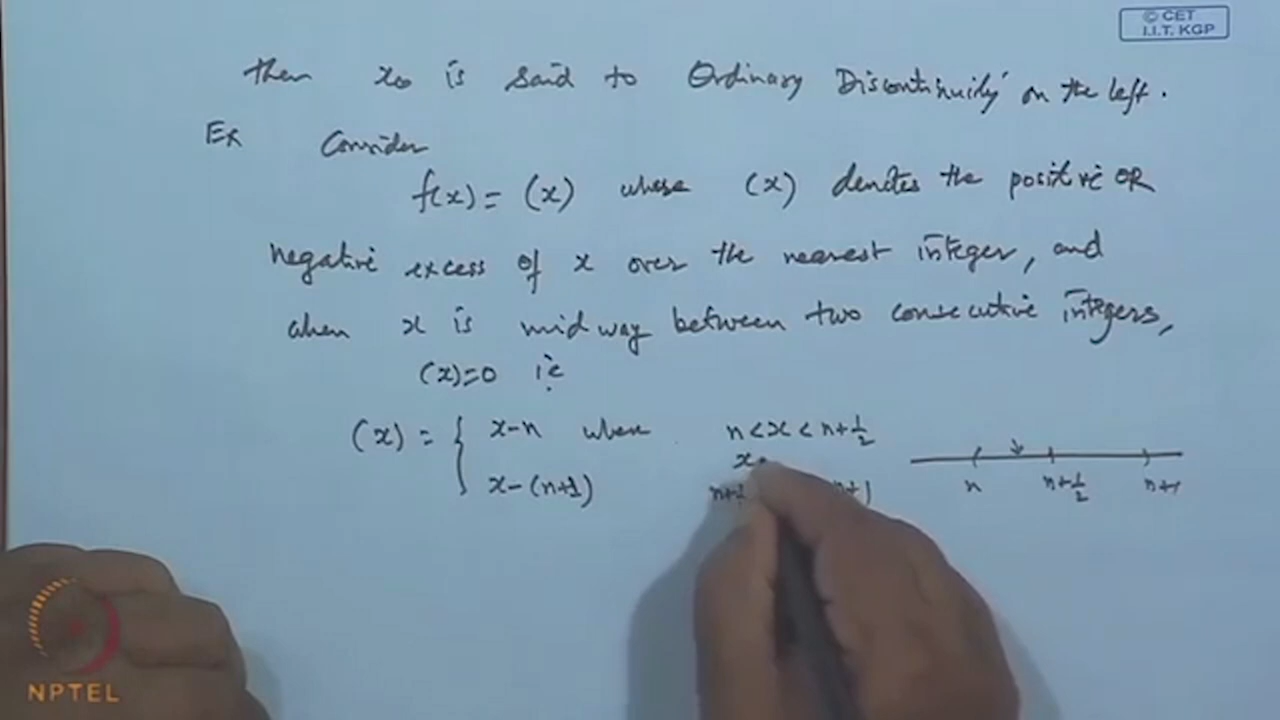 © CET
I.I.T. KGP
then x₀ is said to Ordinary Discontinuity on the left.
Ex Consider
f(x) = (x) where (x) denotes the positive OR
negative excess of x over the nearest integer, and
when x is midway between two consecutive integers,
(x)=0 ie
(x) = { x-n where n<x<n+1/2
x
x-(n+1)
n n+1/2 n+1
NPTEL